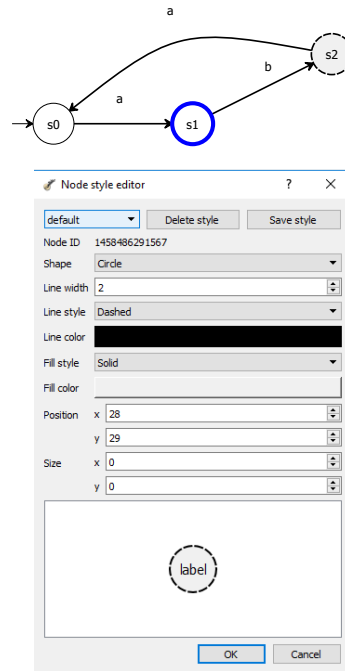 a
s2
b
a
s0
s1
Node style editor ?
default Delete style Save style
Node ID 1458486291567
Shape Circle
Line width 2
Line style Dashed
Line color
Fill style Solid
Fill color
Position x 28
y 29
Size x 0
y 0
label
OK Cancel